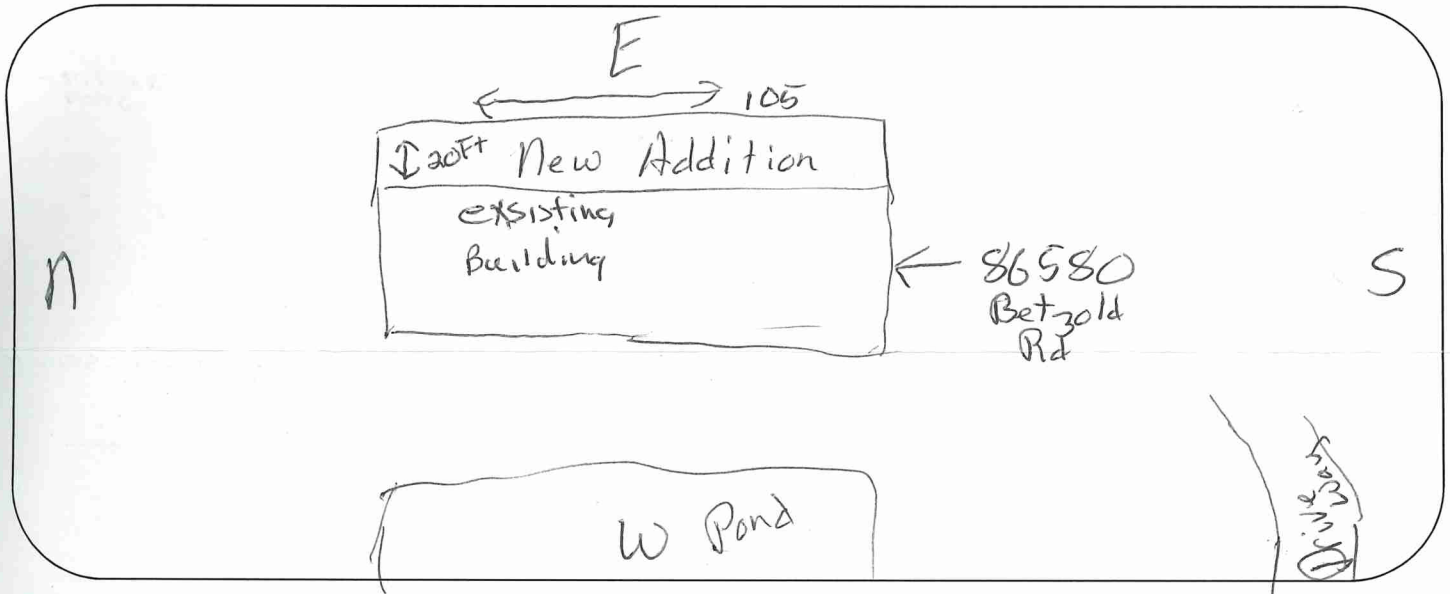 E
105
20Ft New Addition
exsisting
Building
n
86580
S
Betzold
Rd
W Pond
Driveway